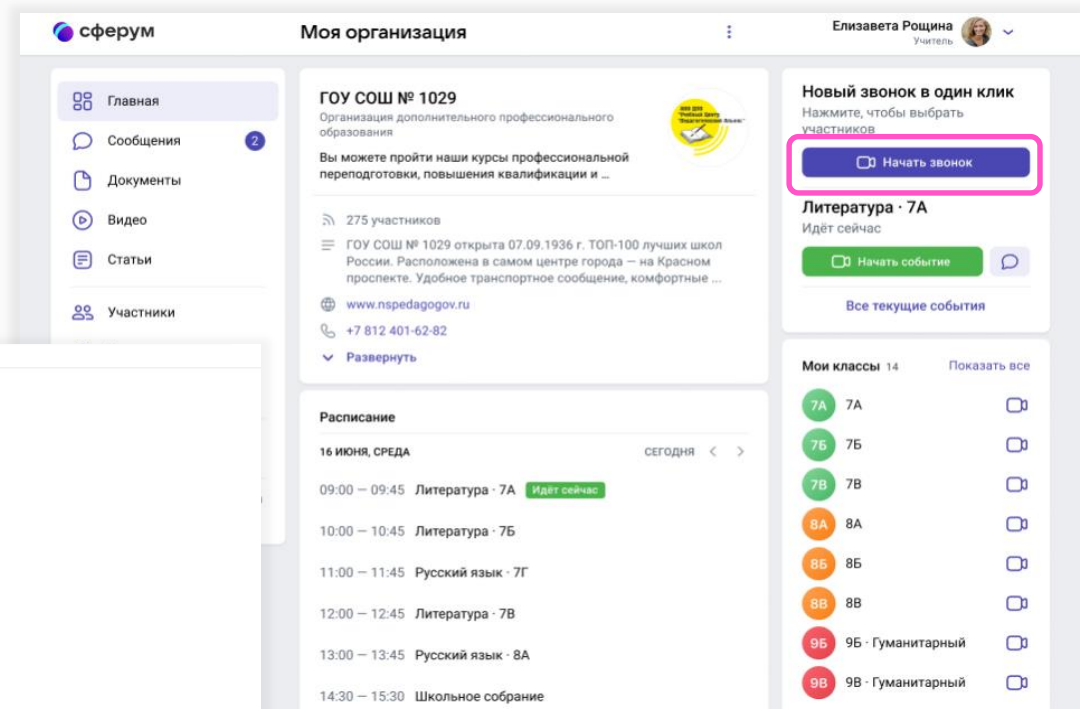 сферум
Моя организация
Елизавета Рощина
Учитель
Главная
Сообщения 2
Документы
Видео
Статьи
Участники
ГОУ СОШ № 1029
Организация дополнительного профессионального
образования
Вы можете пройти наши курсы профессиональной
переподготовки, повышения квалификации и ...
275 участников
ГОУ СОШ № 1029 открыта 07.09.1936 г. ТОП-100 лучших школ
России. Расположена в самом центре города — на Красном
проспекте. Удобное транспортное сообщение, комфортные ...
www.nspedagogov.ru
+7 812 401-62-82
Развернуть
Расписание
16 ИЮНЯ, СРЕДА
СЕГОДНЯ
09:00 — 09:45 Литература · 7А Идёт сейчас
10:00 — 10:45 Литература · 7Б
11:00 — 11:45 Русский язык · 7Г
12:00 — 12:45 Литература · 7В
13:00 — 13:45 Русский язык · 8А
14:30 — 15:30 Школьное собрание
Новый звонок в один клик
Нажмите, чтобы выбрать
участников
Начать звонок
Литература · 7А
Идёт сейчас
Начать событие
Все текущие события
Мои классы 14 Показать все
7А 7А
7Б 7Б
7В 7В
8А 8А
8Б 8Б
8В 8В
9Б 9Б · Гуманитарный
9В 9В · Гуманитарный